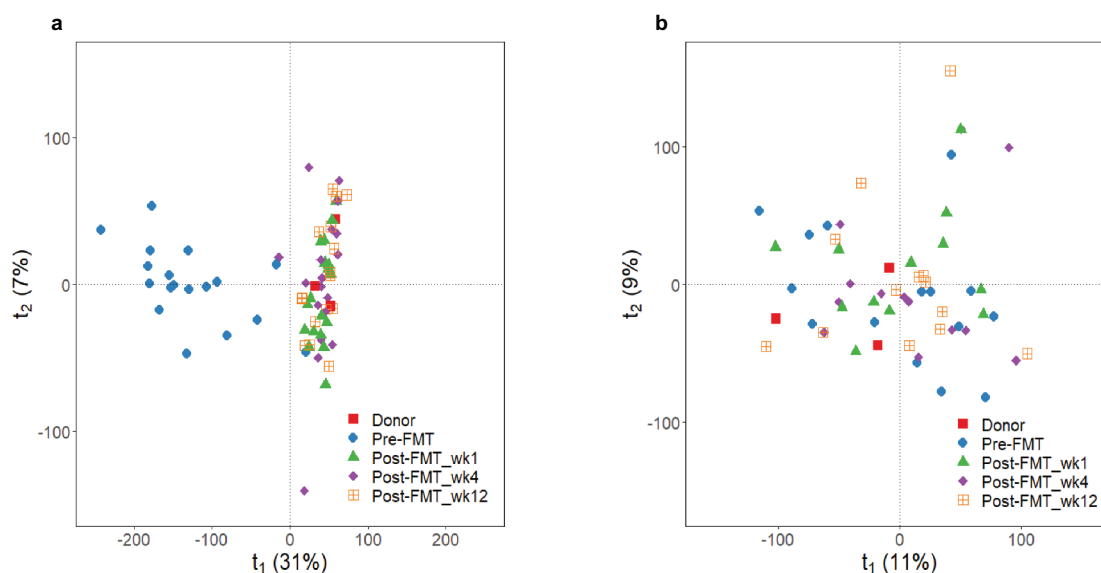 a
t₂ (7%)
100
0
-100
-200
-100
0
100
200
t₁ (31%)
Donor
Pre-FMT
Post-FMT_wk1
Post-FMT_wk4
Post-FMT_wk12
b
t₂ (9%)
100
0
-100
-100
0
100
t₁ (11%)
Donor
Pre-FMT
Post-FMT_wk1
Post-FMT_wk4
Post-FMT_wk12